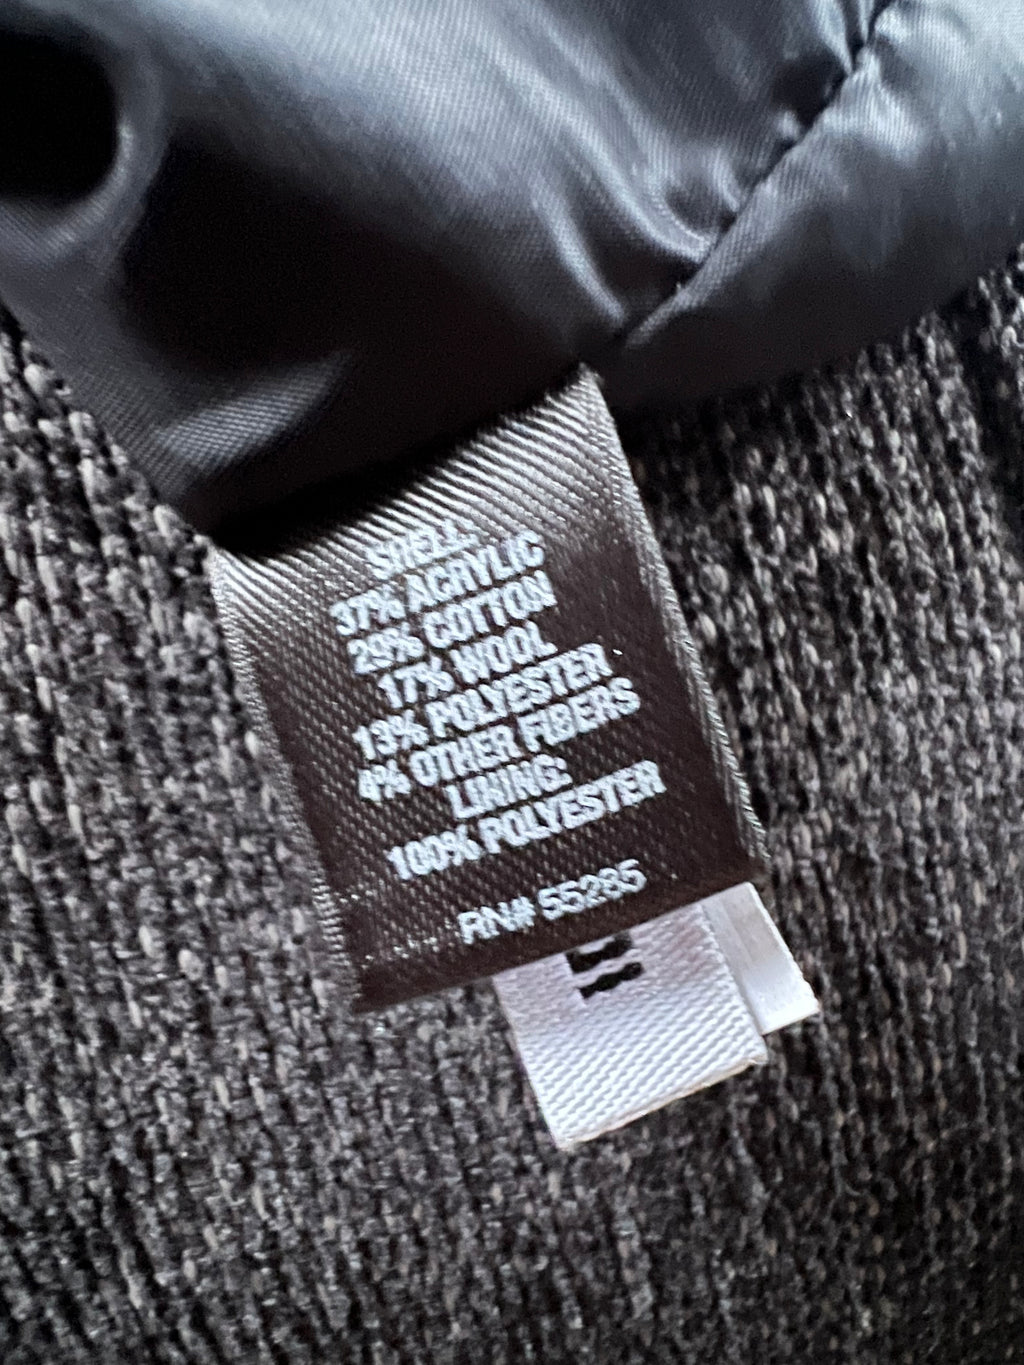 SHELL:
37% ACRYLIC
29% COTTON
17% WOOL
13% POLYESTER
4% OTHER FIBERS
LINING:
100% POLYESTER
RN# 55285